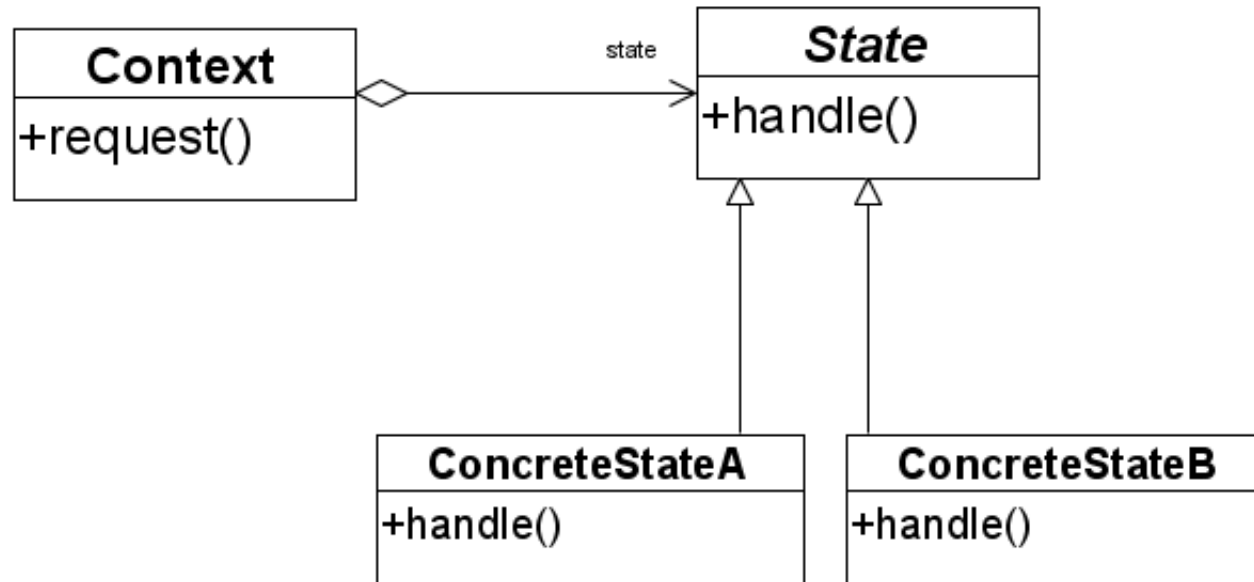 Context
+request()
state
State
+handle()
ConcreteStateA
+handle()
ConcreteStateB
+handle()